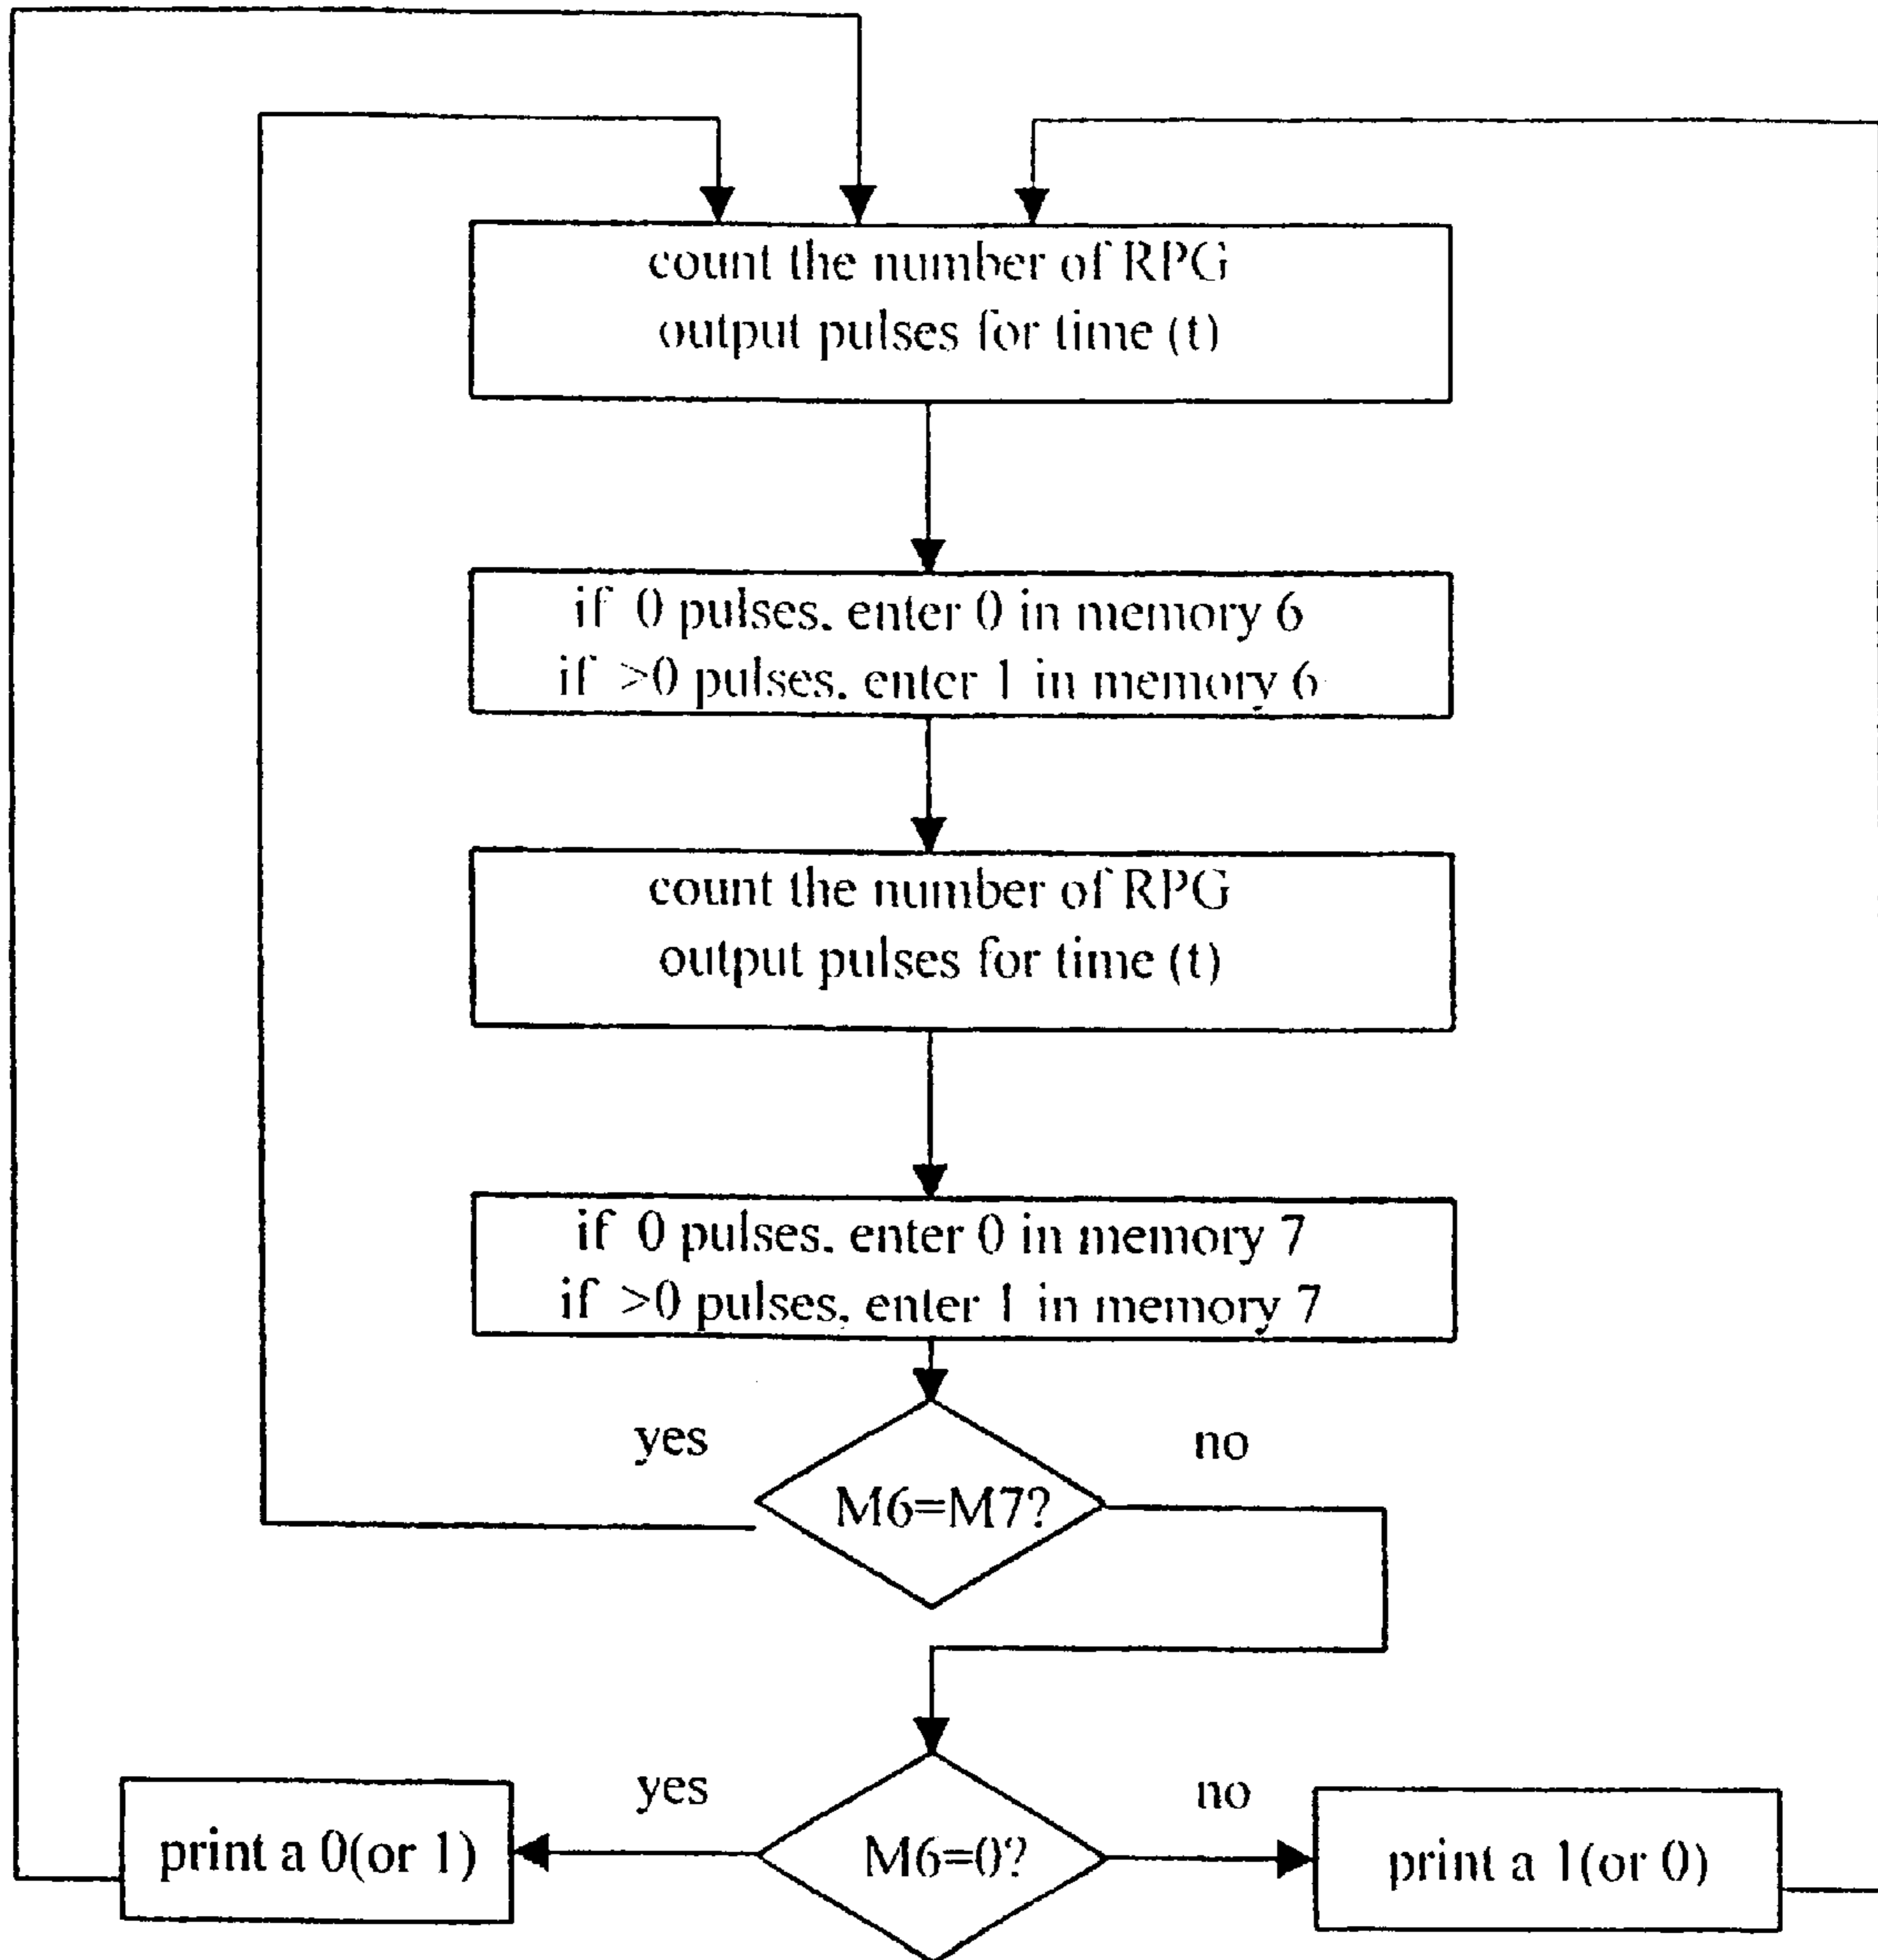 count the number of RPG
output pulses for time (t)
if 0 pulses, enter 0 in memory 6
if >0 pulses, enter 1 in memory 6
count the number of RPG
output pulses for time (t)
if 0 pulses, enter 0 in memory 7
if >0 pulses, enter 1 in memory 7
yes
no
M6=M7?
yes
no
print a 0(or 1)
M6=0?
print a 1(or 0)